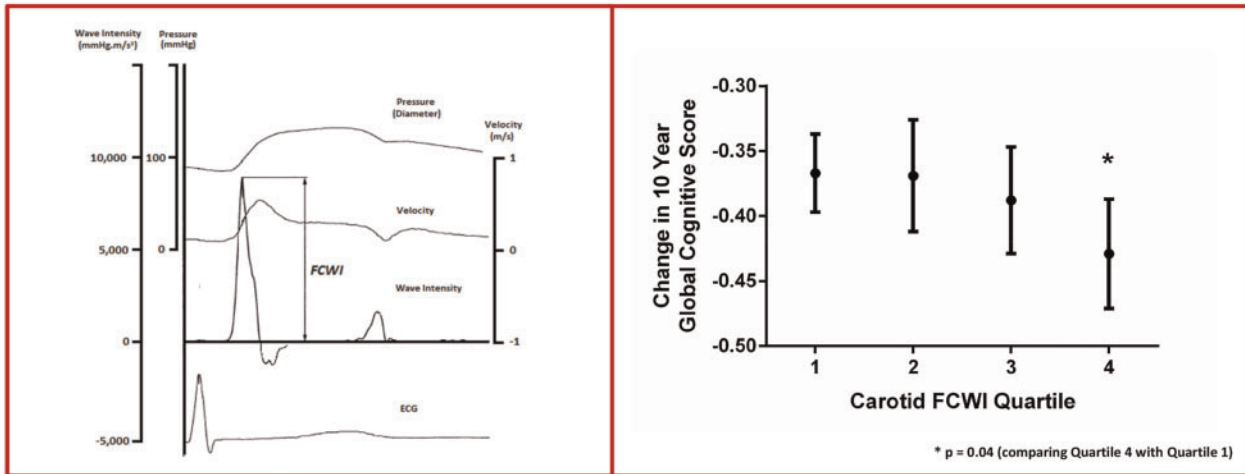 Wave Intensity
(mmHg.m/s³)
Pressure
(mmHg)
Pressure
(Diameter)
Velocity
(m/s)
10,000
100
1
Velocity
5,000
0
0
FCWI
Wave Intensity
0
-1
ECG
-5,000
-0.30
-0.35
-0.40
-0.45
-0.50
Change in 10 Year
Global Cognitive Score
*
1 2 3 4
Carotid FCWI Quartile
* p = 0.04 (comparing Quartile 4 with Quartile 1)